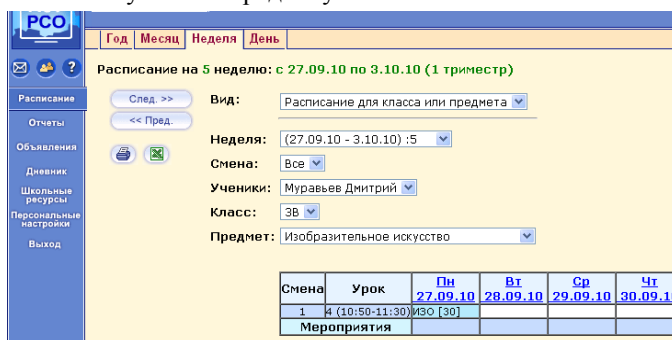 РСО
Год Месяц Неделя День
Расписание на 5 неделю: с 27.09.10 по 3.10.10 (1 триместр)
Расписание
Отчеты
Объявления
Дневник
Школьные
ресурсы
Персональные
настройки
Выход
След. >>
<< Пред.
Вид: Расписание для класса или предмета
Неделя: (27.09.10 - 3.10.10) :5
Смена: Все
Ученики: Муравьев Дмитрий
Класс: 3В
Предмет: Изобразительное искусство
Смена Урок Пн Вт Ср Чт
27.09.10 28.09.10 29.09.10 30.09.1
1 4 (10:50-11:30) ИЗО [30]
Мероприятия